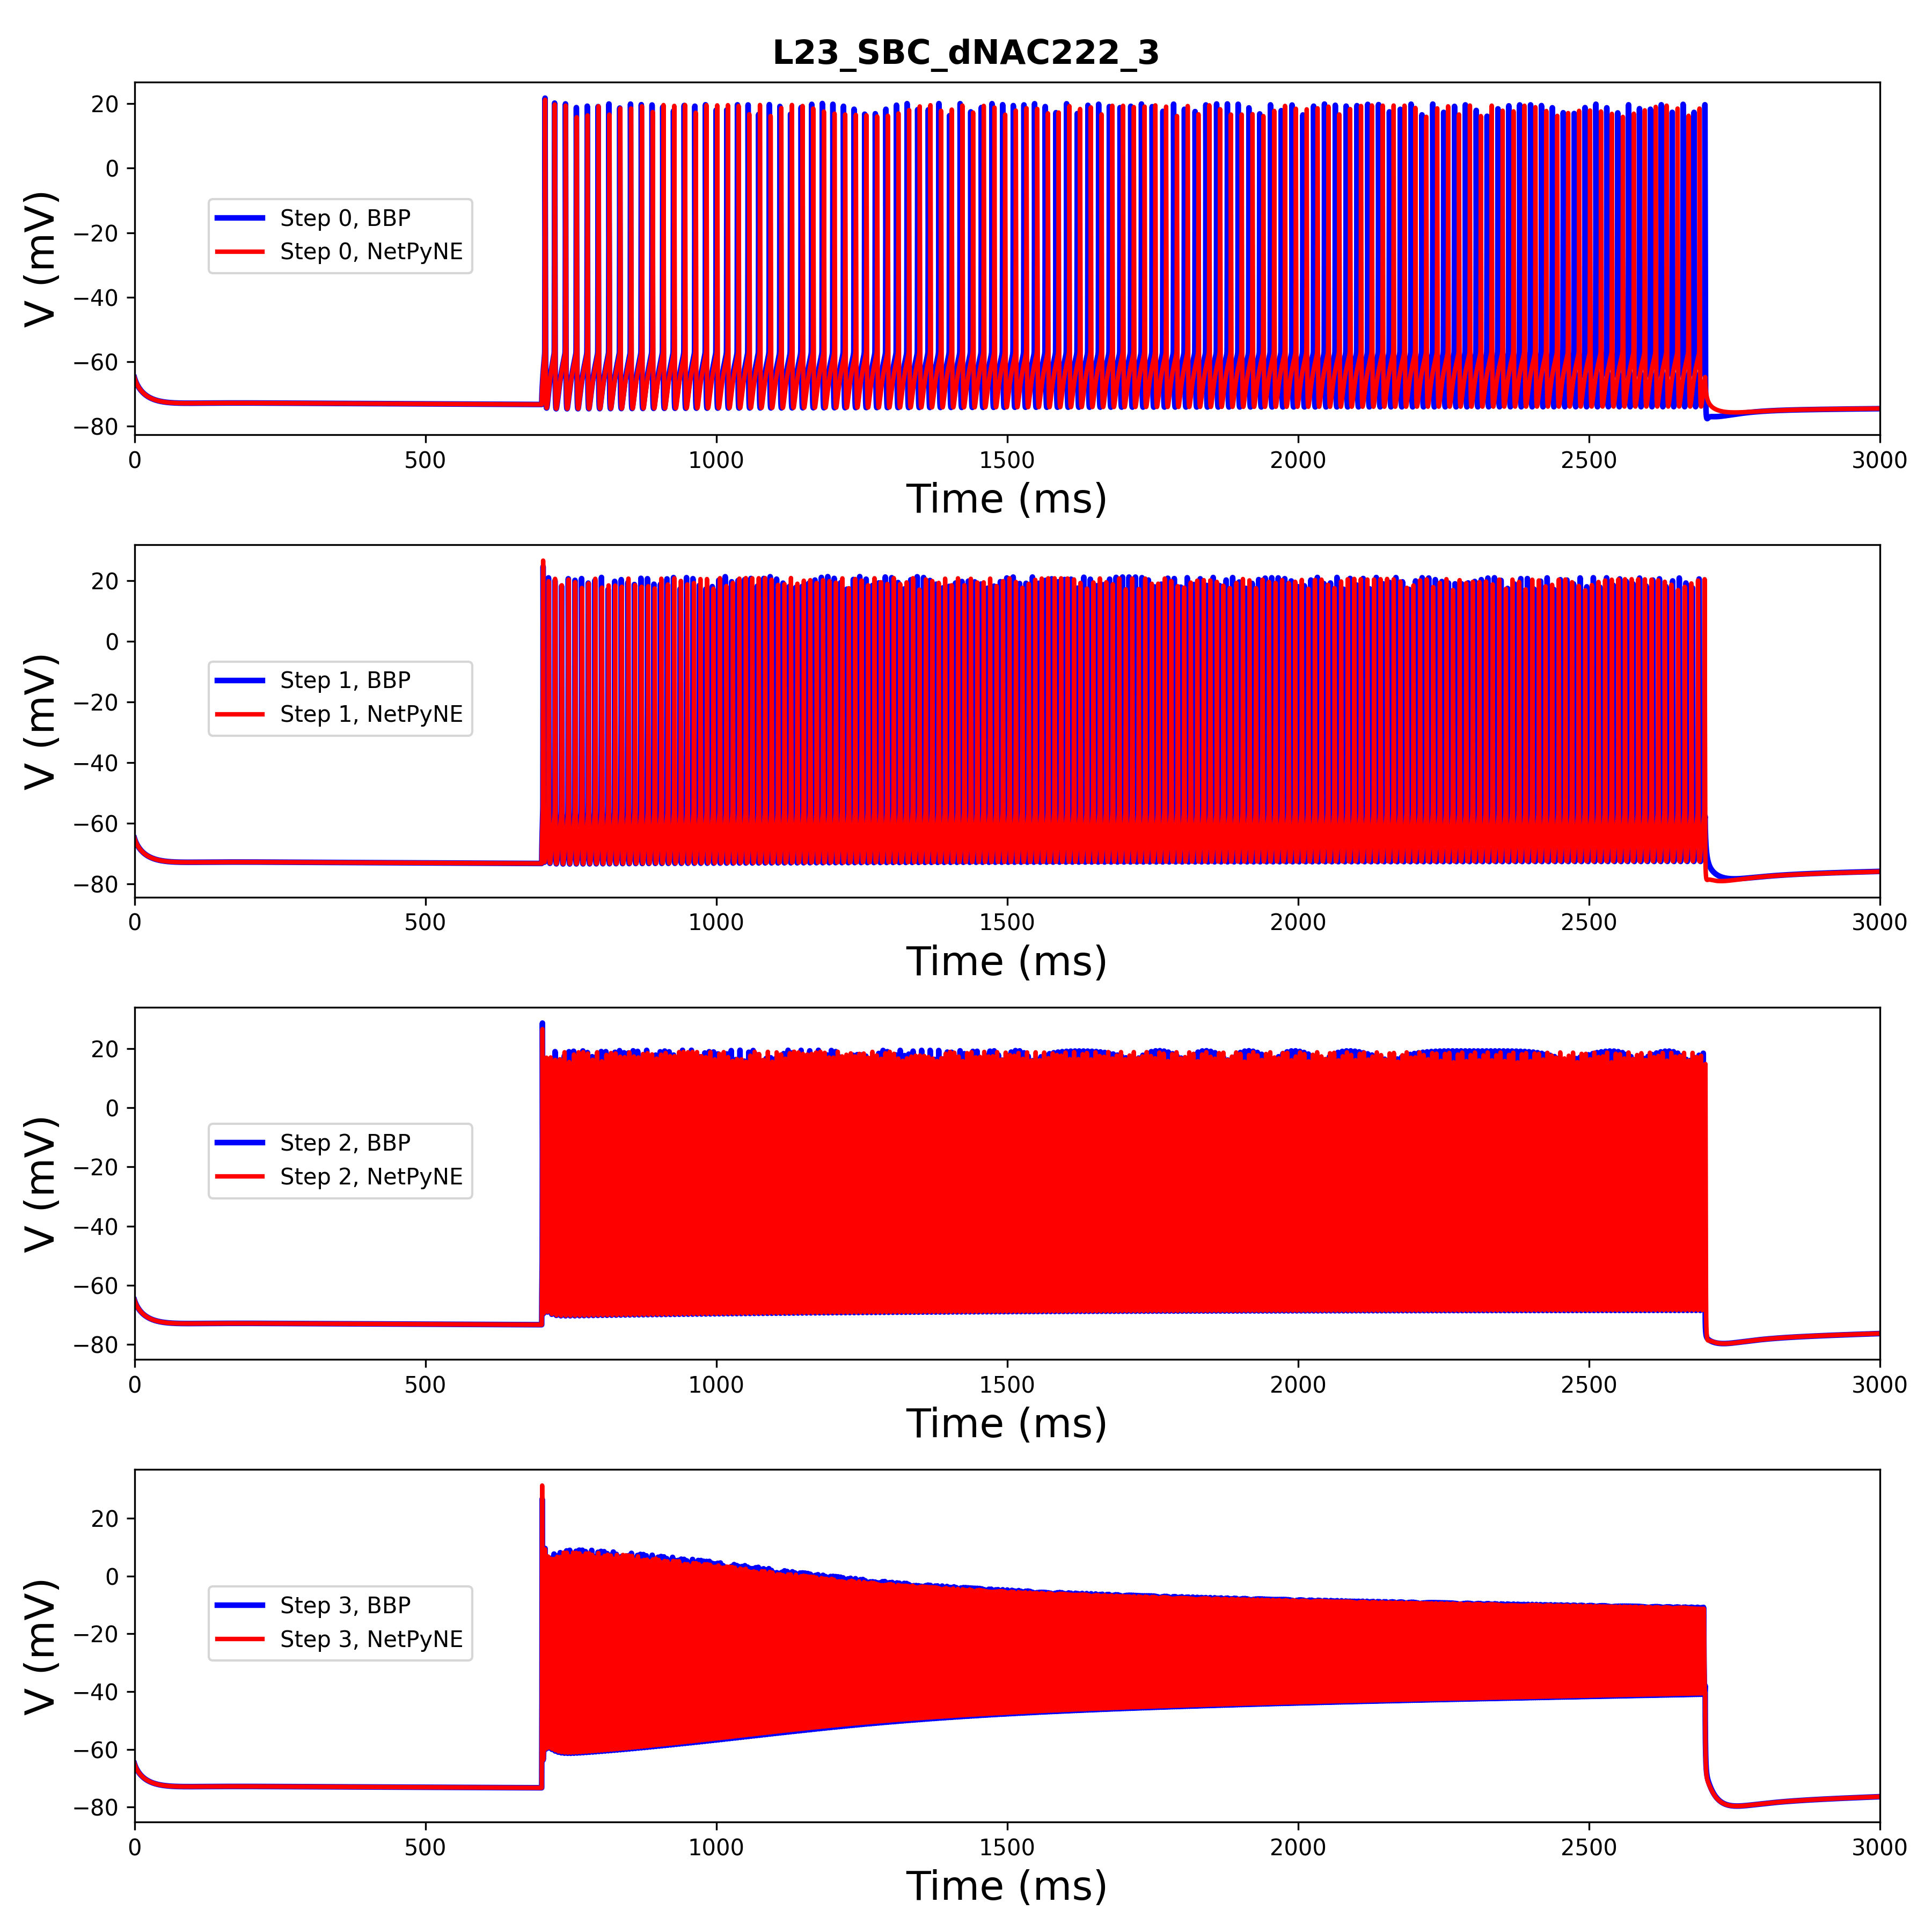 L23_SBC_dNAC222_3
20
0
−20
−40
−60
−80
V (mV)
Step 0, BBP
Step 0, NetPyNE
0 500 1000 1500 2000 2500 3000
Time (ms)
20
0
−20
−40
−60
−80
V (mV)
Step 1, BBP
Step 1, NetPyNE
0 500 1000 1500 2000 2500 3000
Time (ms)
20
0
−20
−40
−60
−80
V (mV)
Step 2, BBP
Step 2, NetPyNE
0 500 1000 1500 2000 2500 3000
Time (ms)
20
0
−20
−40
−60
−80
V (mV)
Step 3, BBP
Step 3, NetPyNE
0 500 1000 1500 2000 2500 3000
Time (ms)